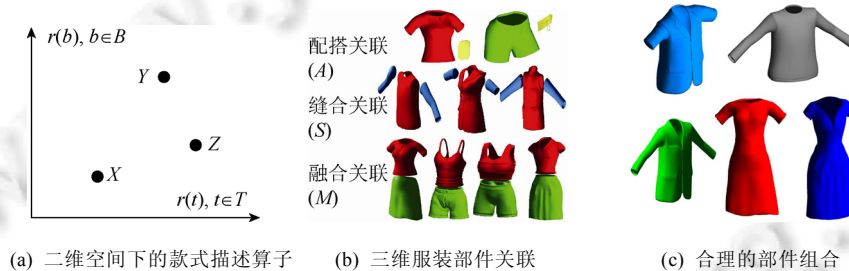 r(b), b∈B
Y
Z
X
r(t), t∈T
配搭关联
(A)
缝合关联
(S)
融合关联
(M)
(a) 二维空间下的款式描述算子
(b) 三维服装部件关联
(c) 合理的部件组合